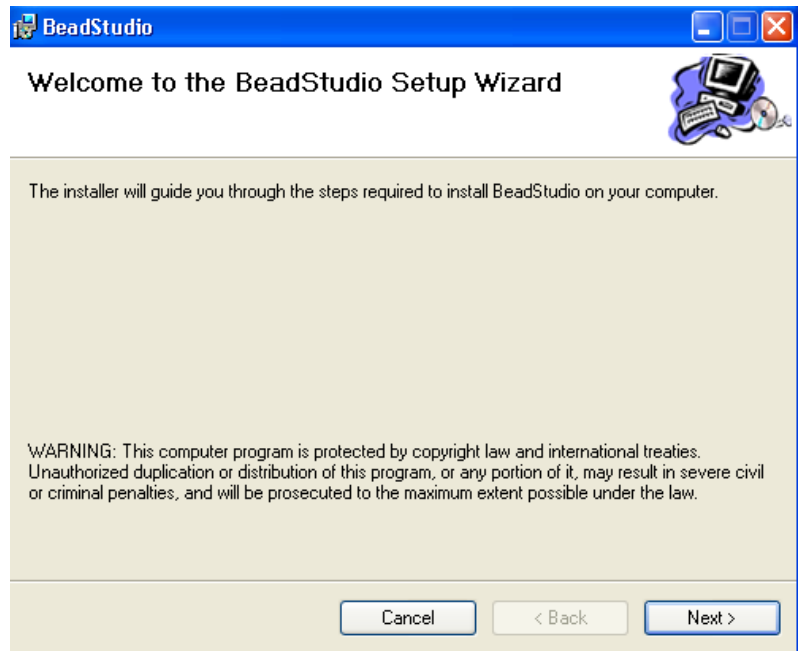 BeadStudio
Welcome to the BeadStudio Setup Wizard
The installer will guide you through the steps required to install BeadStudio on your computer.
WARNING: This computer program is protected by copyright law and international treaties.
Unauthorized duplication or distribution of this program, or any portion of it, may result in severe civil
or criminal penalties, and will be prosecuted to the maximum extent possible under the law.
Cancel < Back Next >